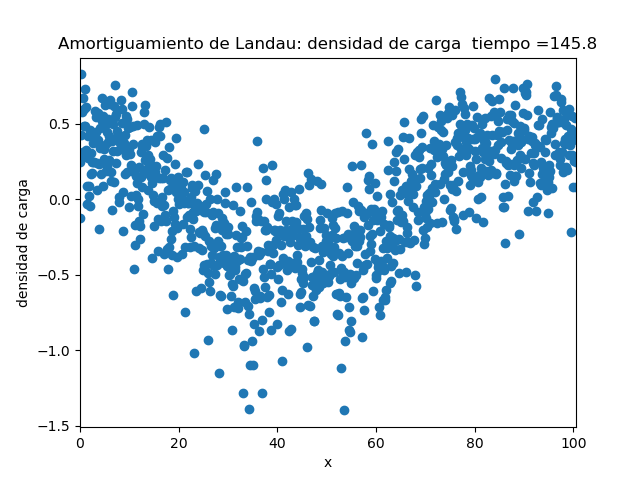 Amortiguamiento de Landau: densidad de carga  tiempo =145.8
densidad de carga
0.5
0.0
−0.5
−1.0
−1.5
0 20 40 60 80 100
x